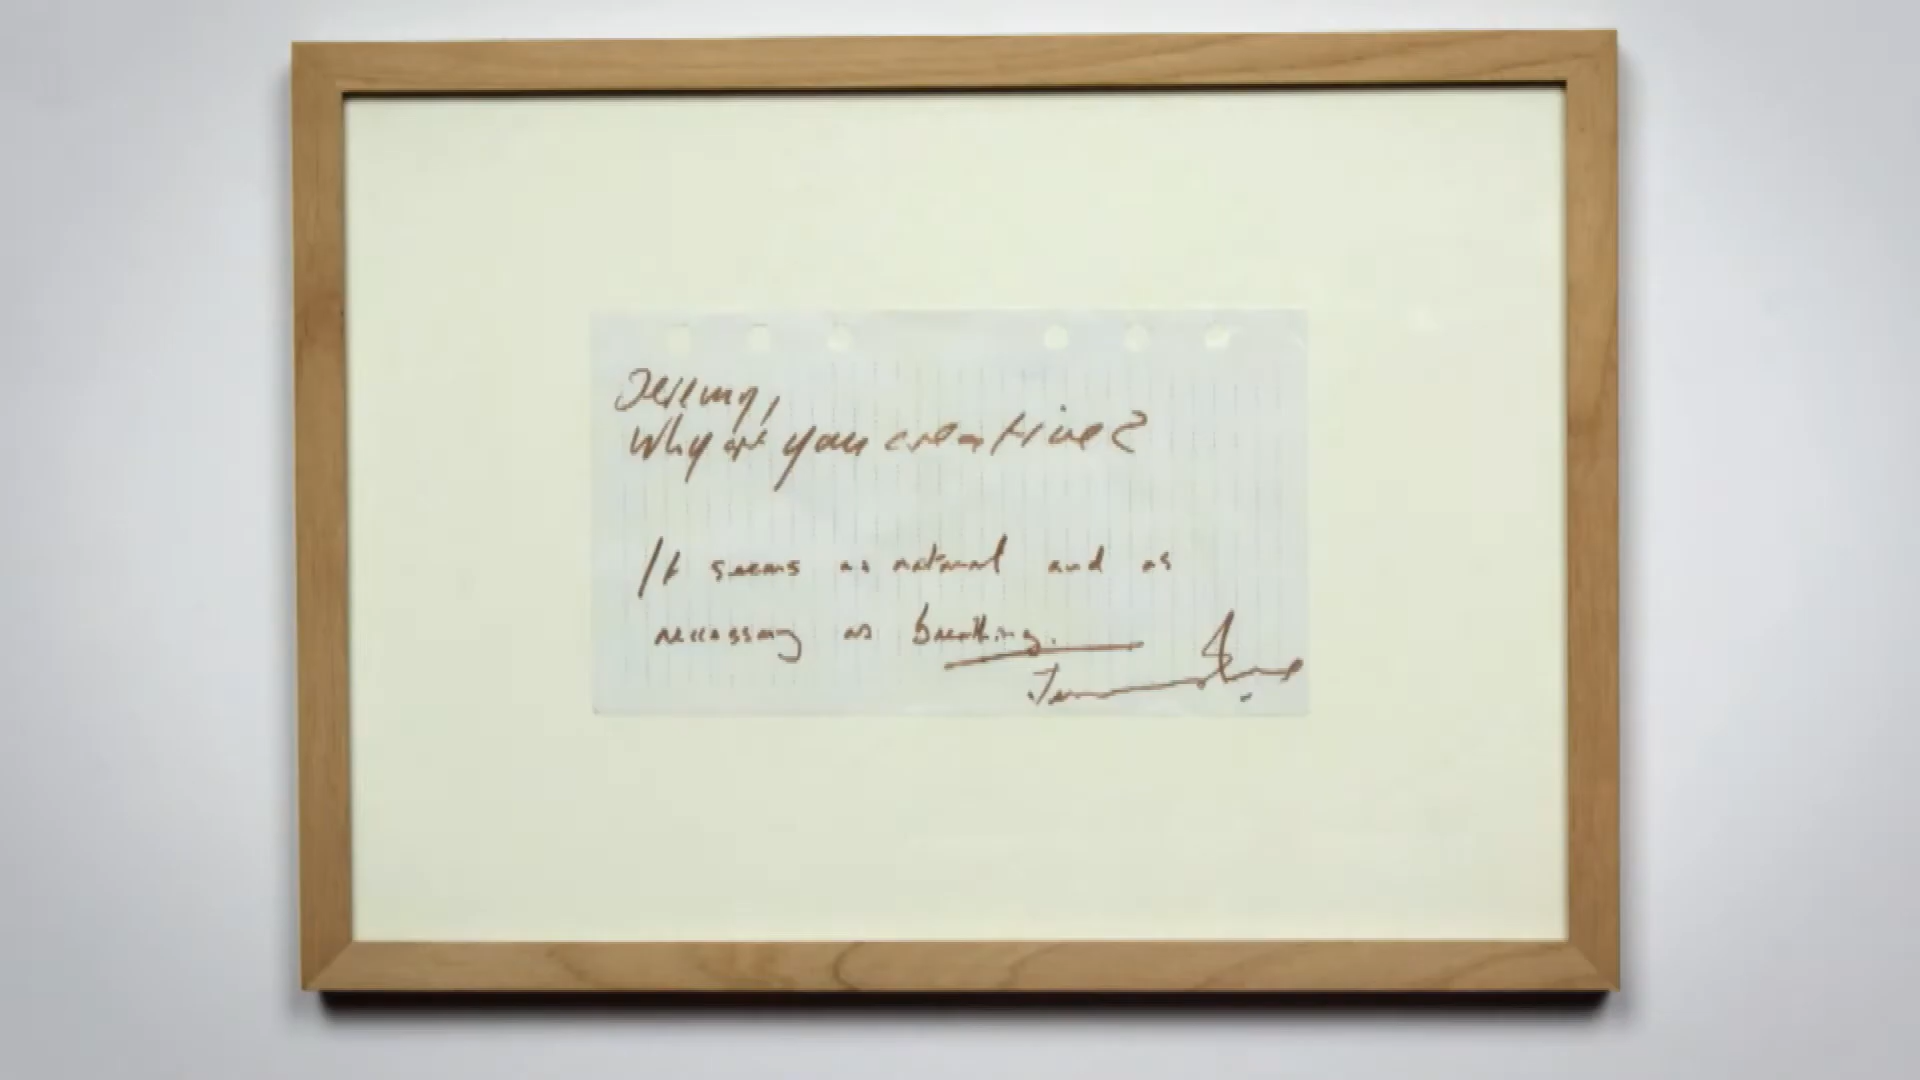 Jeremy,
Why are you creative?
It seems as natural and as
necessary as breathing.